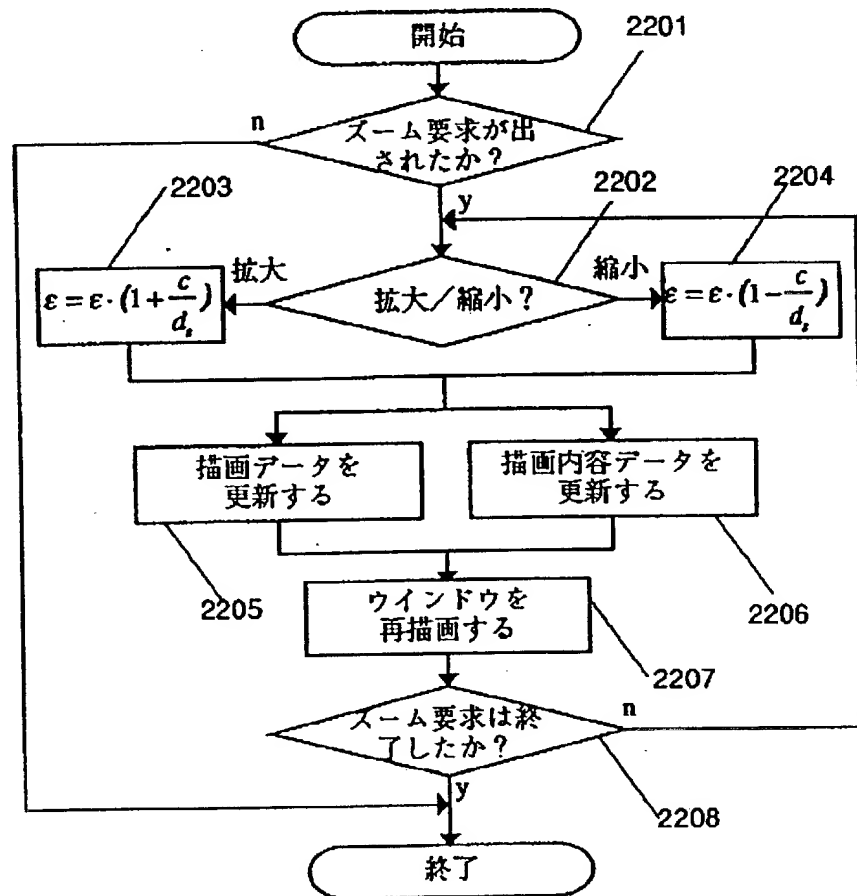 開始
2201
n
ズーム要求が出
されたか？
y
2202
2203
2204
拡大
縮小
ε = ε·(1+c/d_s)
拡大／縮小？
ε = ε·(1-c/d_s)
描画データを
更新する
描画内容データを
更新する
2205
2206
ウインドウを
再描画する
2207
ズーム要求は終
了したか？
n
y
2208
終了